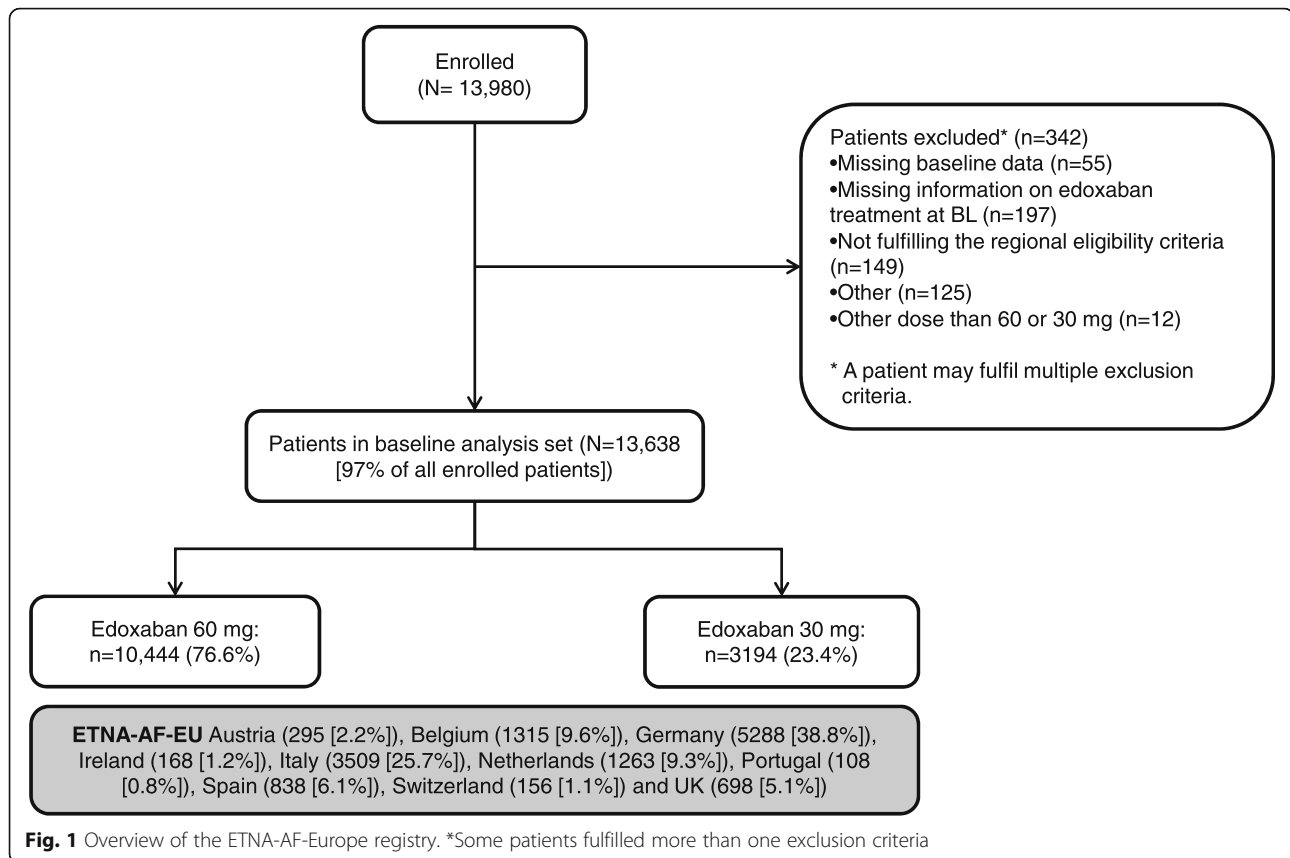 Enrolled
(N= 13,980)
Patients excluded* (n=342)
•Missing baseline data (n=55)
•Missing information on edoxaban
treatment at BL (n=197)
•Not fulfilling the regional eligibility criteria
(n=149)
•Other (n=125)
•Other dose than 60 or 30 mg (n=12)
* A patient may fulfil multiple exclusion
criteria.
Patients in baseline analysis set (N=13,638
[97% of all enrolled patients])
Edoxaban 60 mg:
n=10,444 (76.6%)
Edoxaban 30 mg:
n=3194 (23.4%)
ETNA-AF-EU Austria (295 [2.2%]), Belgium (1315 [9.6%]), Germany (5288 [38.8%]),
Ireland (168 [1.2%]), Italy (3509 [25.7%]), Netherlands (1263 [9.3%]), Portugal (108
[0.8%]), Spain (838 [6.1%]), Switzerland (156 [1.1%]) and UK (698 [5.1%])
Fig. 1 Overview of the ETNA-AF-Europe registry. *Some patients fulfilled more than one exclusion criteria